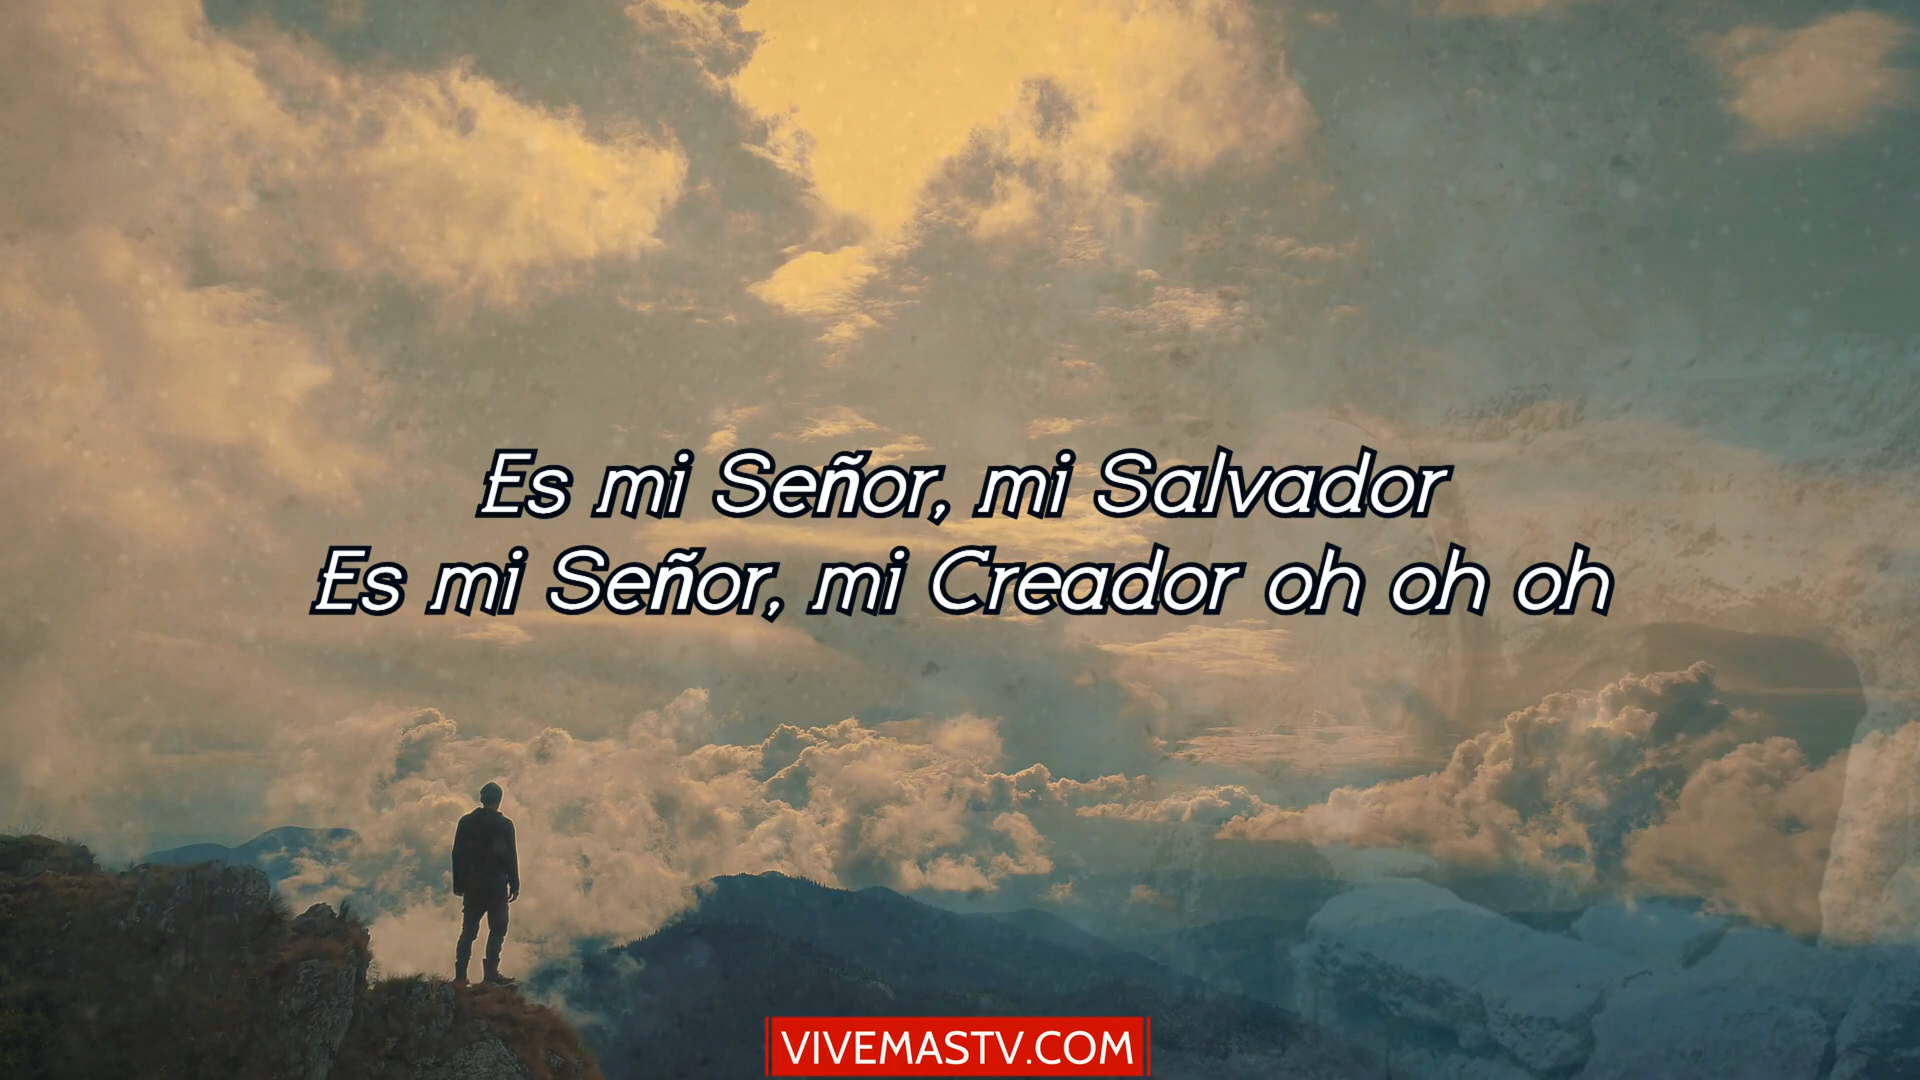 Es mi Señor, mi Salvador
Es mi Señor, mi Creador oh oh oh
VIVEMASTV.COM